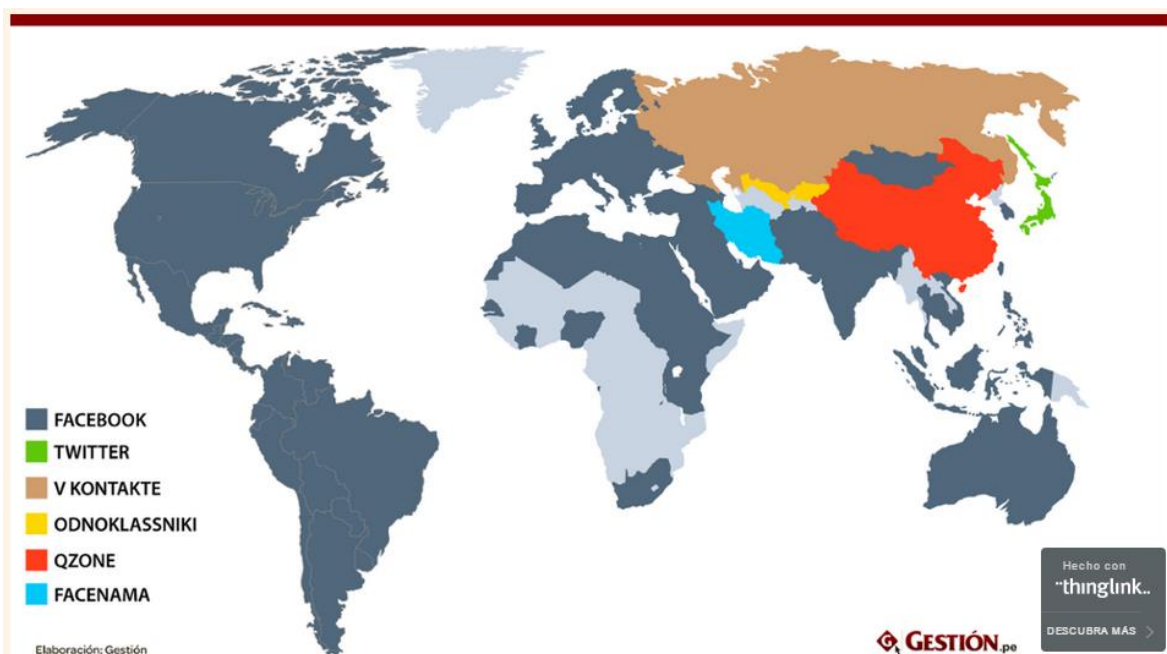 FACEBOOK
TWITTER
V KONTAKTE
ODNOKLASSNIKI
QZONE
FACENAMA
Elaboración: Gestión
GESTIÓN.pe
Hecho con
thinglink..
DESCUBRA MÁS